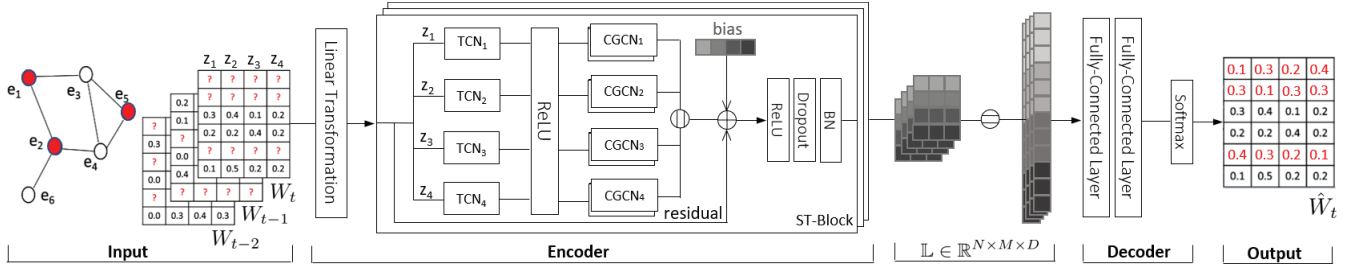 e1
e2
e3
e4
e5
e6
z1 z2 z3 z4
? ? ? ?
? ? ? ?
0.3 0.4 0.1 0.2
0.2 0.2 0.4 0.2
? ? ? ?
0.1 0.5 0.2 0.2
Wt
0.2
0.1
?
0.0
0.4
? ? ? ?
Wt−1
?
0.3
?
0.0
?
0.0 0.3 0.4 0.3
Wt−2
Input
Linear Transformation
z1
TCN1
z2
TCN2
z3
TCN3
z4
TCN4
ReLU
CGCN1
CGCN2
CGCN3
CGCN4
bias
residual
ReLU
Dropout
BN
ST-Block
Encoder
𝕃 ∈ ℝN×M×D
Fully-Connected Layer
Fully-Connected Layer
Softmax
Decoder
0.1 0.3 0.2 0.4
0.3 0.1 0.3 0.3
0.3 0.4 0.1 0.2
0.2 0.2 0.4 0.2
0.4 0.3 0.2 0.1
0.1 0.5 0.2 0.2
Ŵt
Output